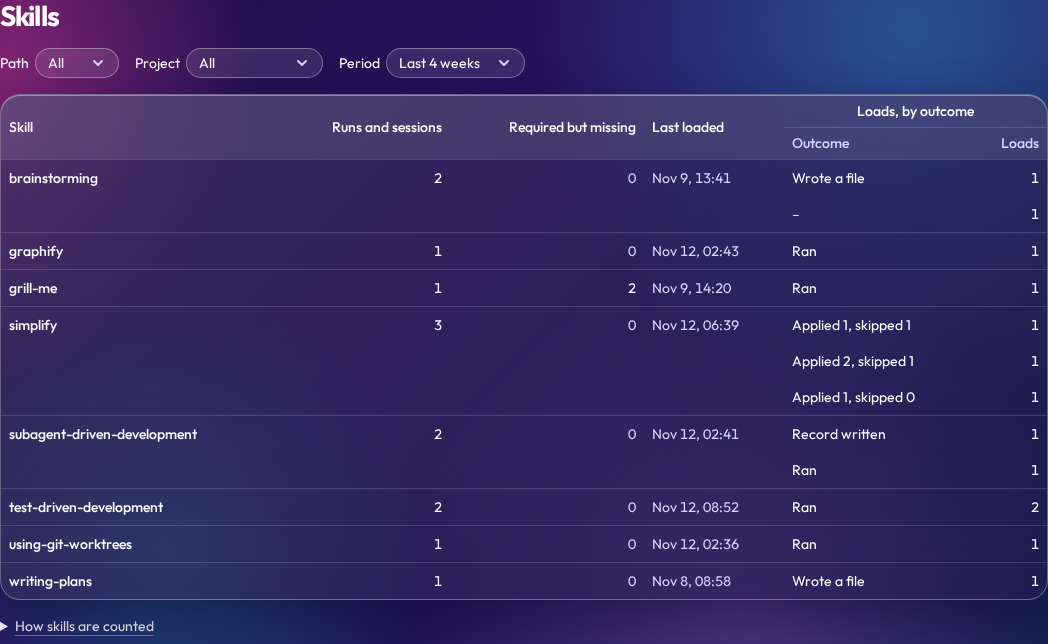 Skills
Path All Project All Period Last 4 weeks
Skill Runs and sessions Required but missing Last loaded Loads, by outcome
Outcome Loads
brainstorming 2 0 Nov 9, 13:41 Wrote a file 1
– 1
graphify 1 0 Nov 12, 02:43 Ran 1
grill-me 1 2 Nov 9, 14:20 Ran 1
simplify 3 0 Nov 12, 06:39 Applied 1, skipped 1 1
Applied 2, skipped 1 1
Applied 1, skipped 0 1
subagent-driven-development 2 0 Nov 12, 02:41 Record written 1
Ran 1
test-driven-development 2 0 Nov 12, 08:52 Ran 2
using-git-worktrees 1 0 Nov 12, 02:36 Ran 1
writing-plans 1 0 Nov 8, 08:58 Wrote a file 1
How skills are counted